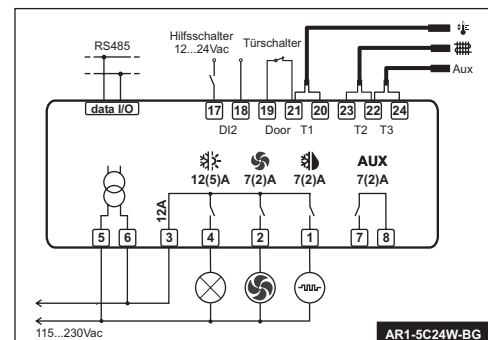 Hilfsschalter
12...24Vac
Türschalter
RS485
Aux
data I/O
17 18 19 21 20 23 22 24
DI2 Door T1 T2 T3
12(5)A 7(2)A 7(2)A
AUX
7(2)A
12A
5 6 3 4 2 1 7 8
115...230Vac
AR1-5C24W-BG